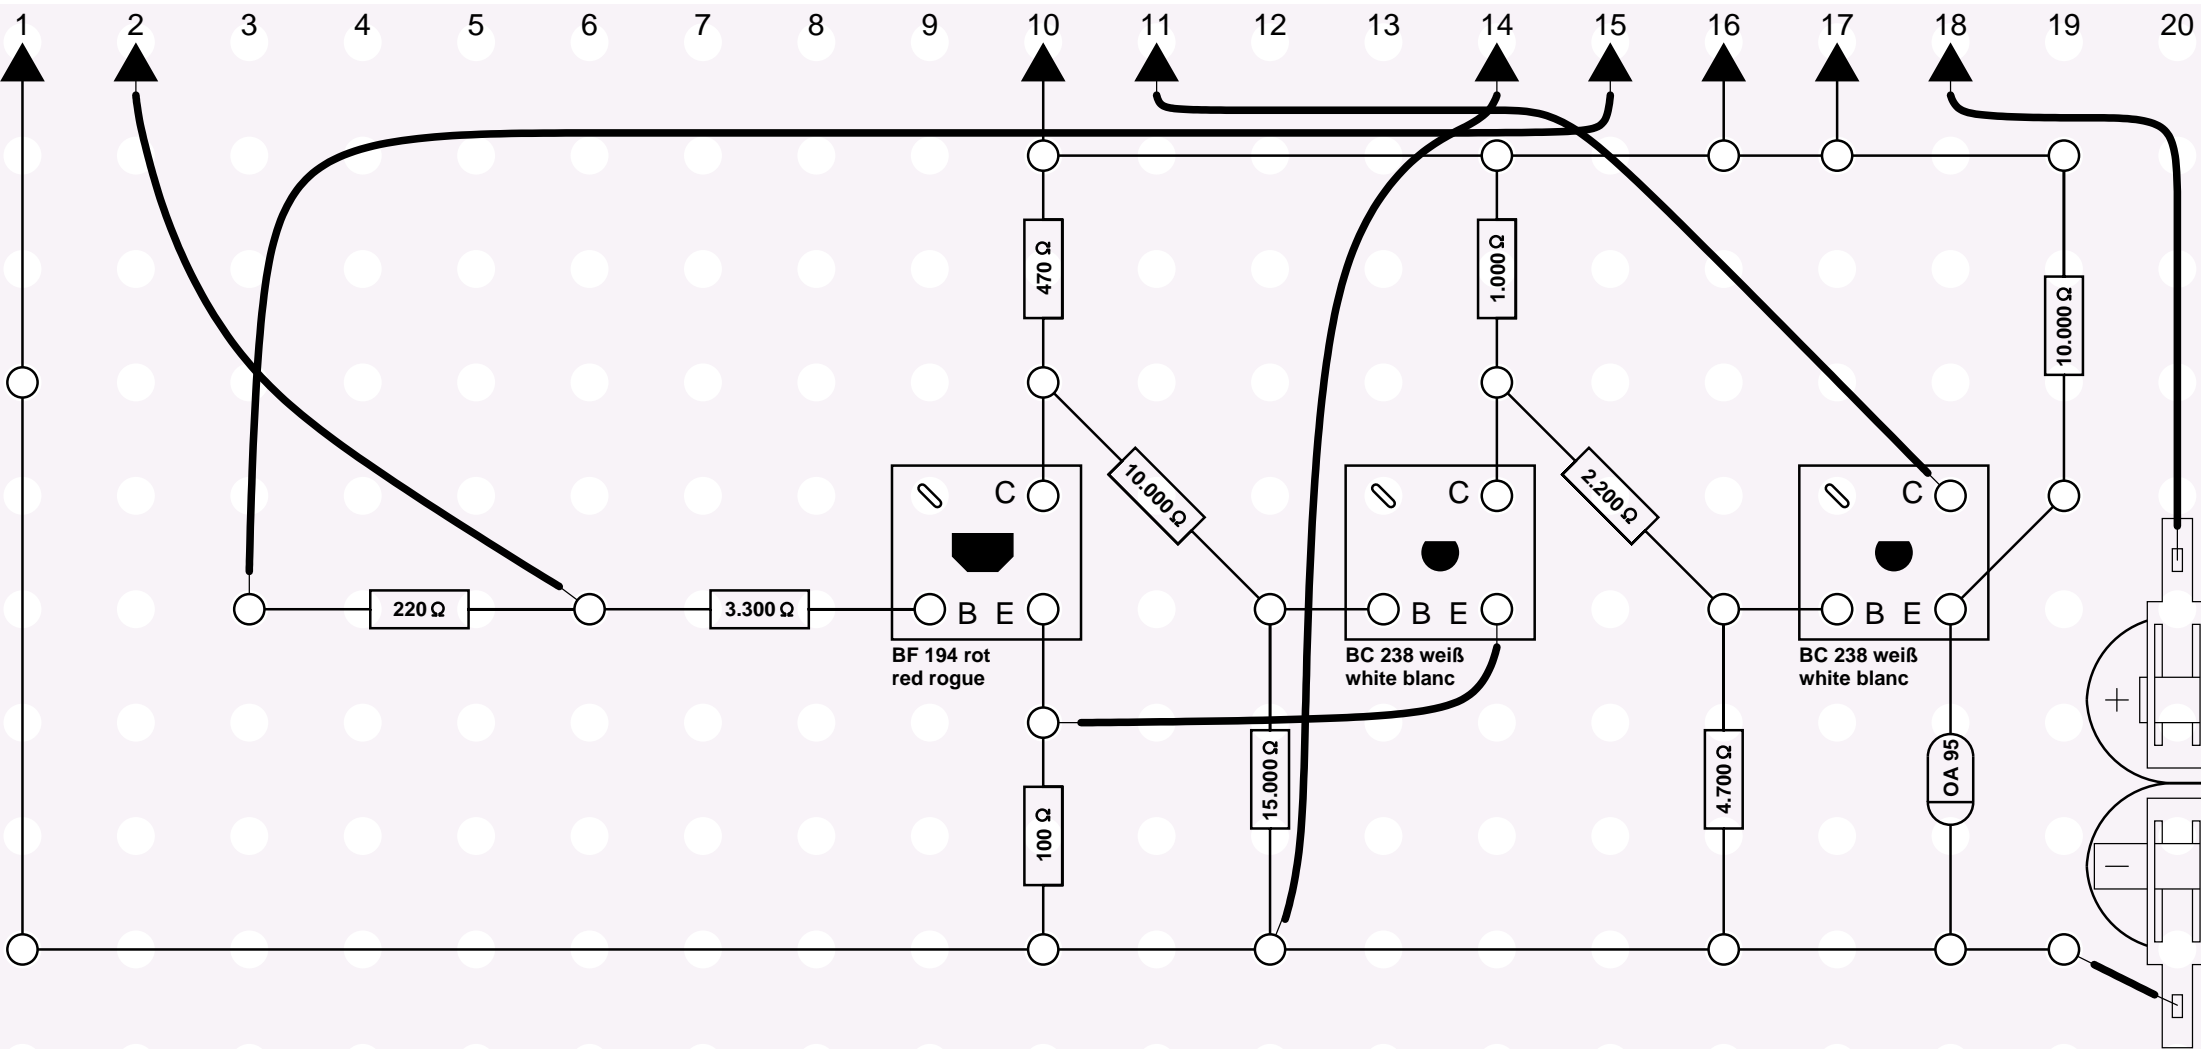 1 2 3 4 5 6 7 8 9 10 11 12 13 14 15 16 17 18 19 20
470 Ω
1.000 Ω
10.000 Ω
10.000 Ω
2.200 Ω
C
C
C
220 Ω
3.300 Ω
B E
B E
B E
BF 194 rot
red rogue
BC 238 weiß
white blanc
BC 238 weiß
white blanc
+
100 Ω
15.000 Ω
4.700 Ω
OA 95
—